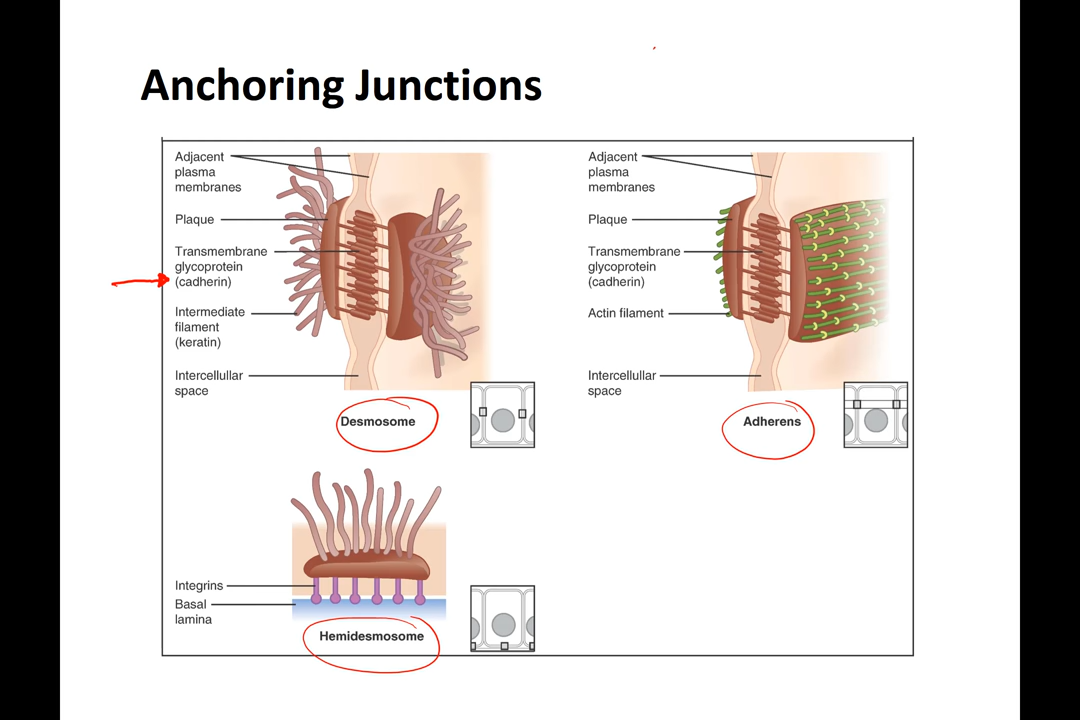 Anchoring Junctions
Adjacent
plasma
membranes
Plaque
Transmembrane
glycoprotein
(cadherin)
Intermediate
filament
(keratin)
Intercellular
space
Desmosome
Adjacent
plasma
membranes
Plaque
Transmembrane
glycoprotein
(cadherin)
Actin filament
Intercellular
space
Adherens
Integrins
Basal
lamina
Hemidesmosome